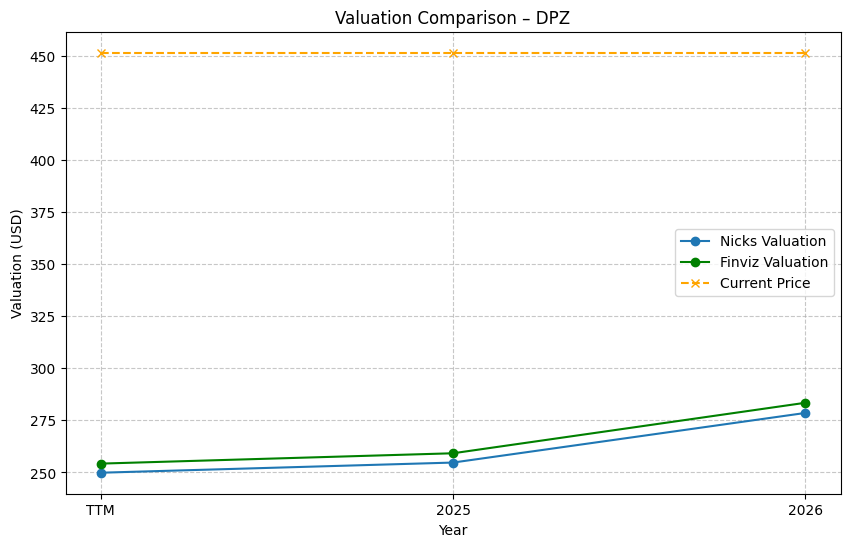 Valuation Comparison – DPZ
Valuation (USD)
450
425
400
375
350
325
300
275
250
Nicks Valuation
Finviz Valuation
Current Price
TTM
2025
2026
Year